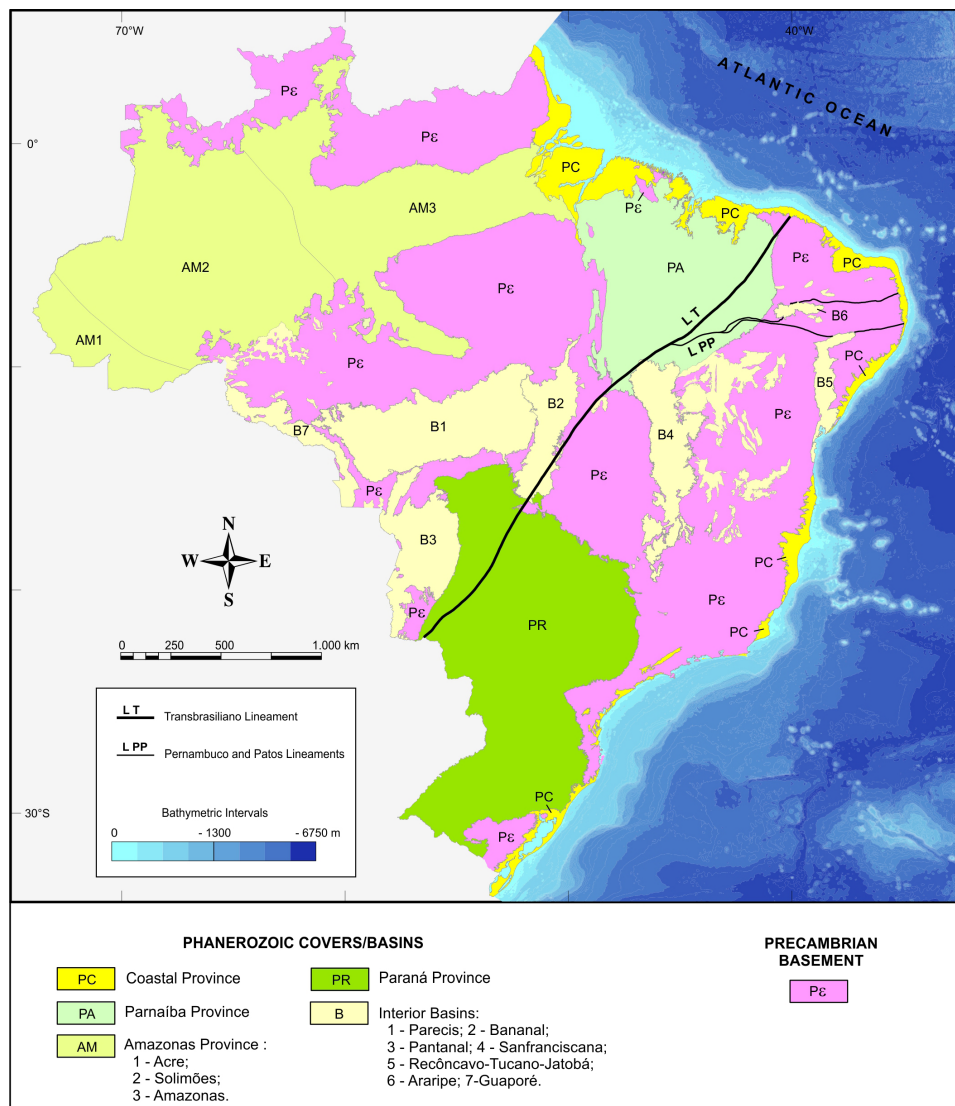 70°W
40°W
ATLANTIC OCEAN
Pε
Pε
0°
PC
Pε
PC
AM3
Pε
PC
AM2
PA
Pε
B6
L T
AM1
L PP
Pε
PC
B5
B2
B4
Pε
B1
B7
Pε
Pε
N
W E
S
B3
PC
Pε
Pε
PR
PC
0 250 500 1.000 km
L T Transbrasiliano Lineament
L PP Pernambuco and Patos Lineaments
Bathymetric Intervals
0 - 1300 - 6750 m
PC
30°S
Pε
PHANEROZOIC COVERS/BASINS
PC Coastal Province
PA Parnaíba Province
AM Amazonas Province :
1 - Acre;
2 - Solimões;
3 - Amazonas.
PR Paraná Province
B Interior Basins:
1 - Parecis; 2 - Bananal;
3 - Pantanal; 4 - Sanfranciscana;
5 - Recôncavo-Tucano-Jatobá;
6 - Araripe; 7-Guaporé.
PRECAMBRIAN
BASEMENT
Pε